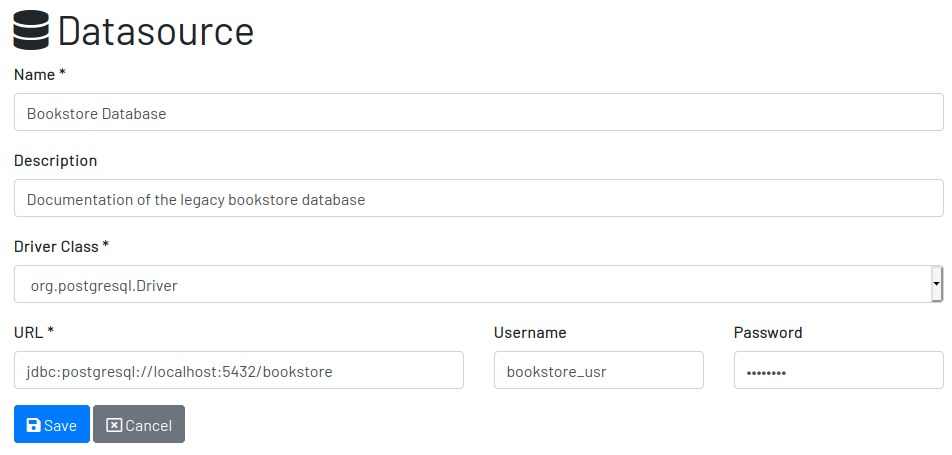 Datasource
Name *
Bookstore Database
Description
Documentation of the legacy bookstore database
Driver Class *
org.postgresql.Driver
URL * Username Password
jdbc:postgresql://localhost:5432/bookstore bookstore_usr ••••••••
Save Cancel